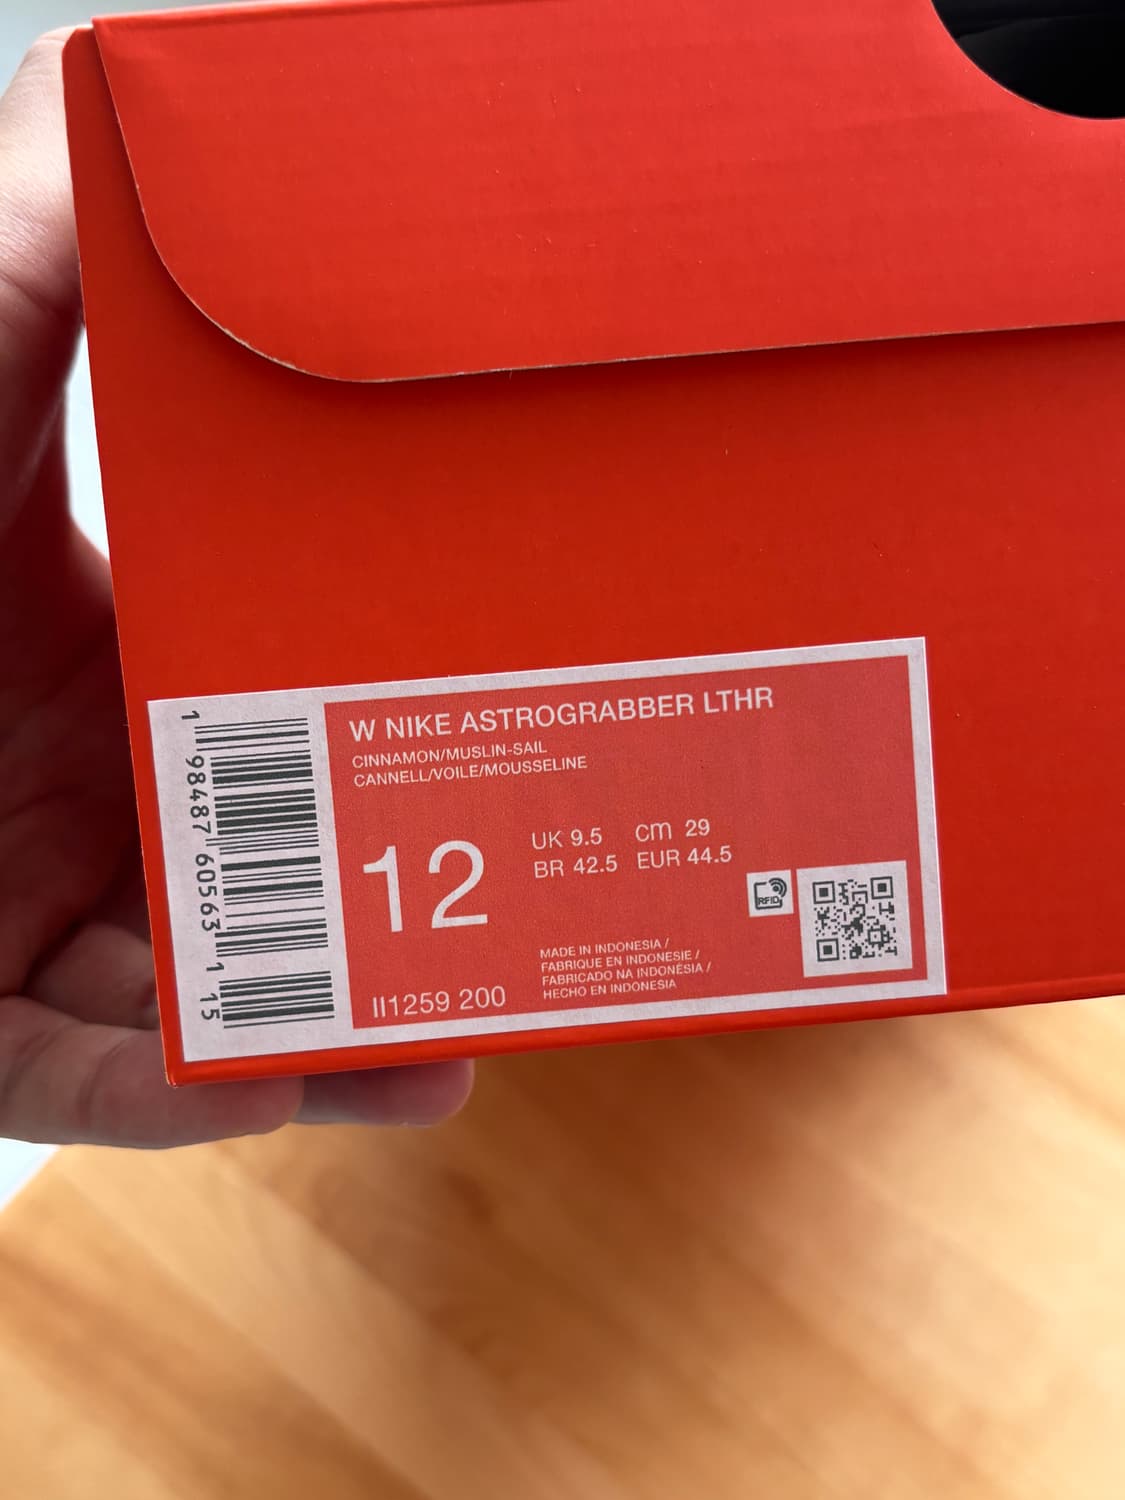 W NIKE ASTROGRABBER LTHR
CINNAMON/MUSLIN-SAIL
CANNELL/VOILE/MOUSSELINE
12
UK 9.5 cm 29
BR 42.5 EUR 44.5
RFID
MADE IN INDONESIA /
FABRIQUE EN INDONESIE /
FABRICADO NA INDONÉSIA /
HECHO EN INDONESIA
II1259 200
1 98487 60563 1 15